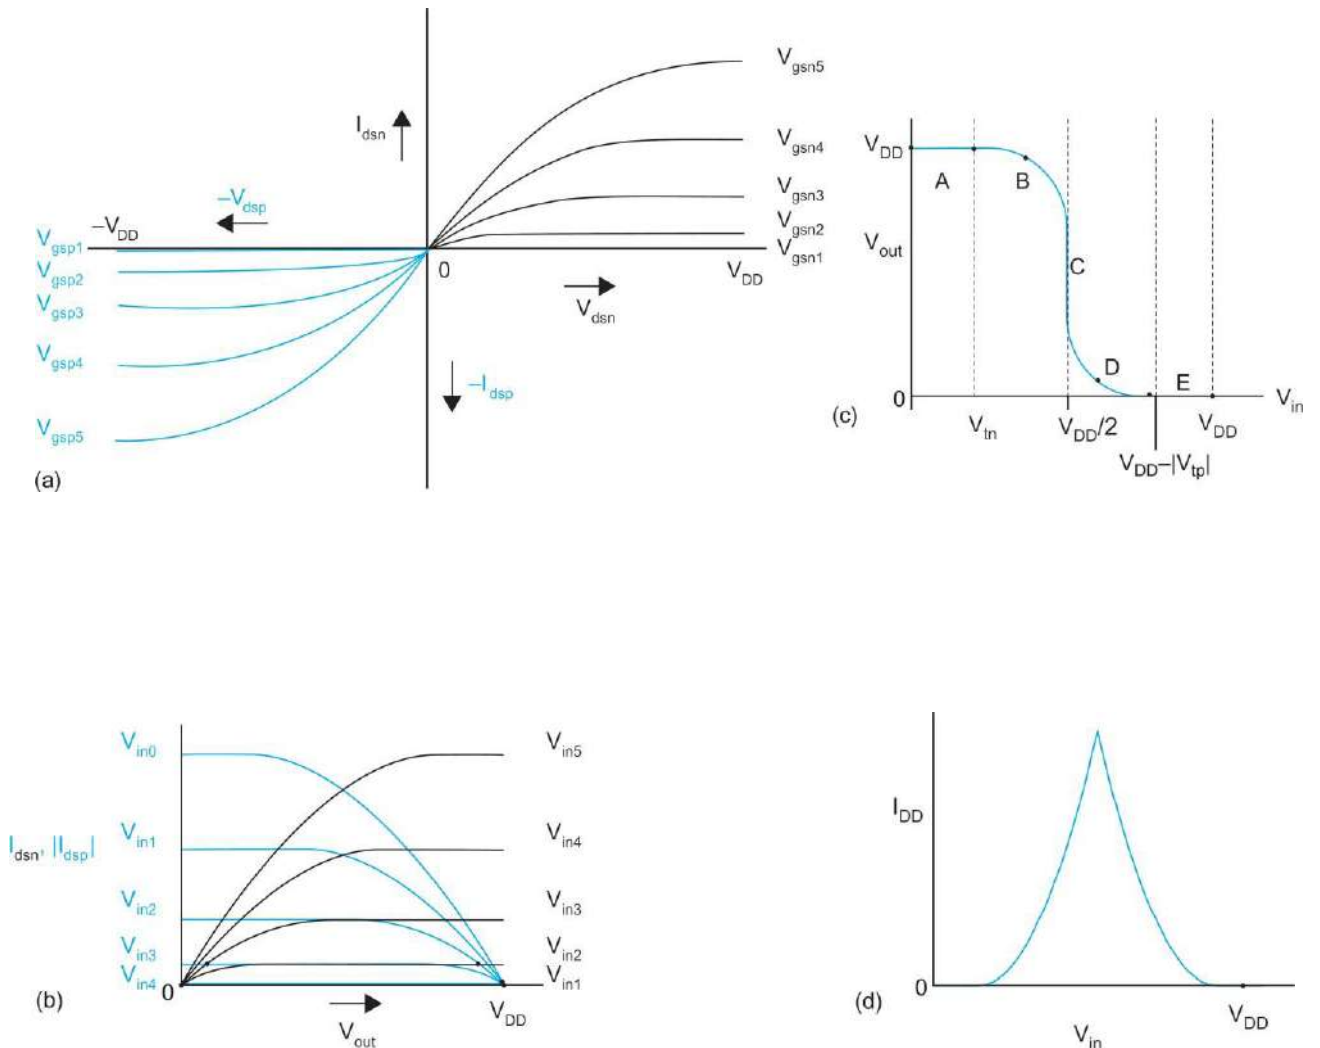 V_gsn5
I_dsn
V_gsn4
–V_dsp
V_gsn3
–V_DD
V_gsn2
V_gsp1
V_gsn1
V_gsp2
0
V_DD
V_gsp3
V_dsn
V_gsp4
–I_dsp
V_gsp5
(a)
V_DD
A
B
V_out
C
D
E
0
V_in
(c)
V_tn
V_DD/2
V_DD
V_DD–|V_tp|
V_in0
V_in5
V_in1
V_in4
I_dsn, |I_dsp|
V_in2
V_in3
V_in3
V_in2
V_in4
V_in1
0
(b)
V_DD
V_out
I_DD
0
(d)
V_DD
V_in